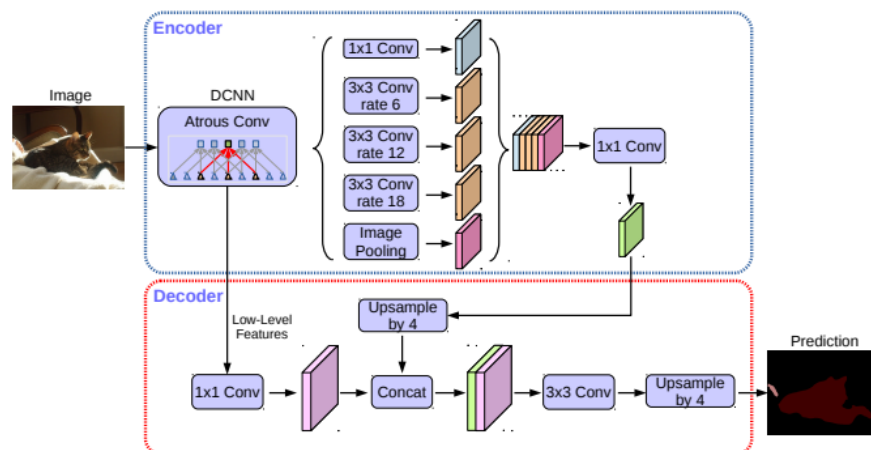 Encoder
Image
DCNN
Atrous Conv
1x1 Conv
3x3 Conv
rate 6
3x3 Conv
rate 12
3x3 Conv
rate 18
Image
Pooling
1x1 Conv
Decoder
Low-Level
Features
Upsample
by 4
1x1 Conv
Concat
3x3 Conv
Upsample
by 4
Prediction